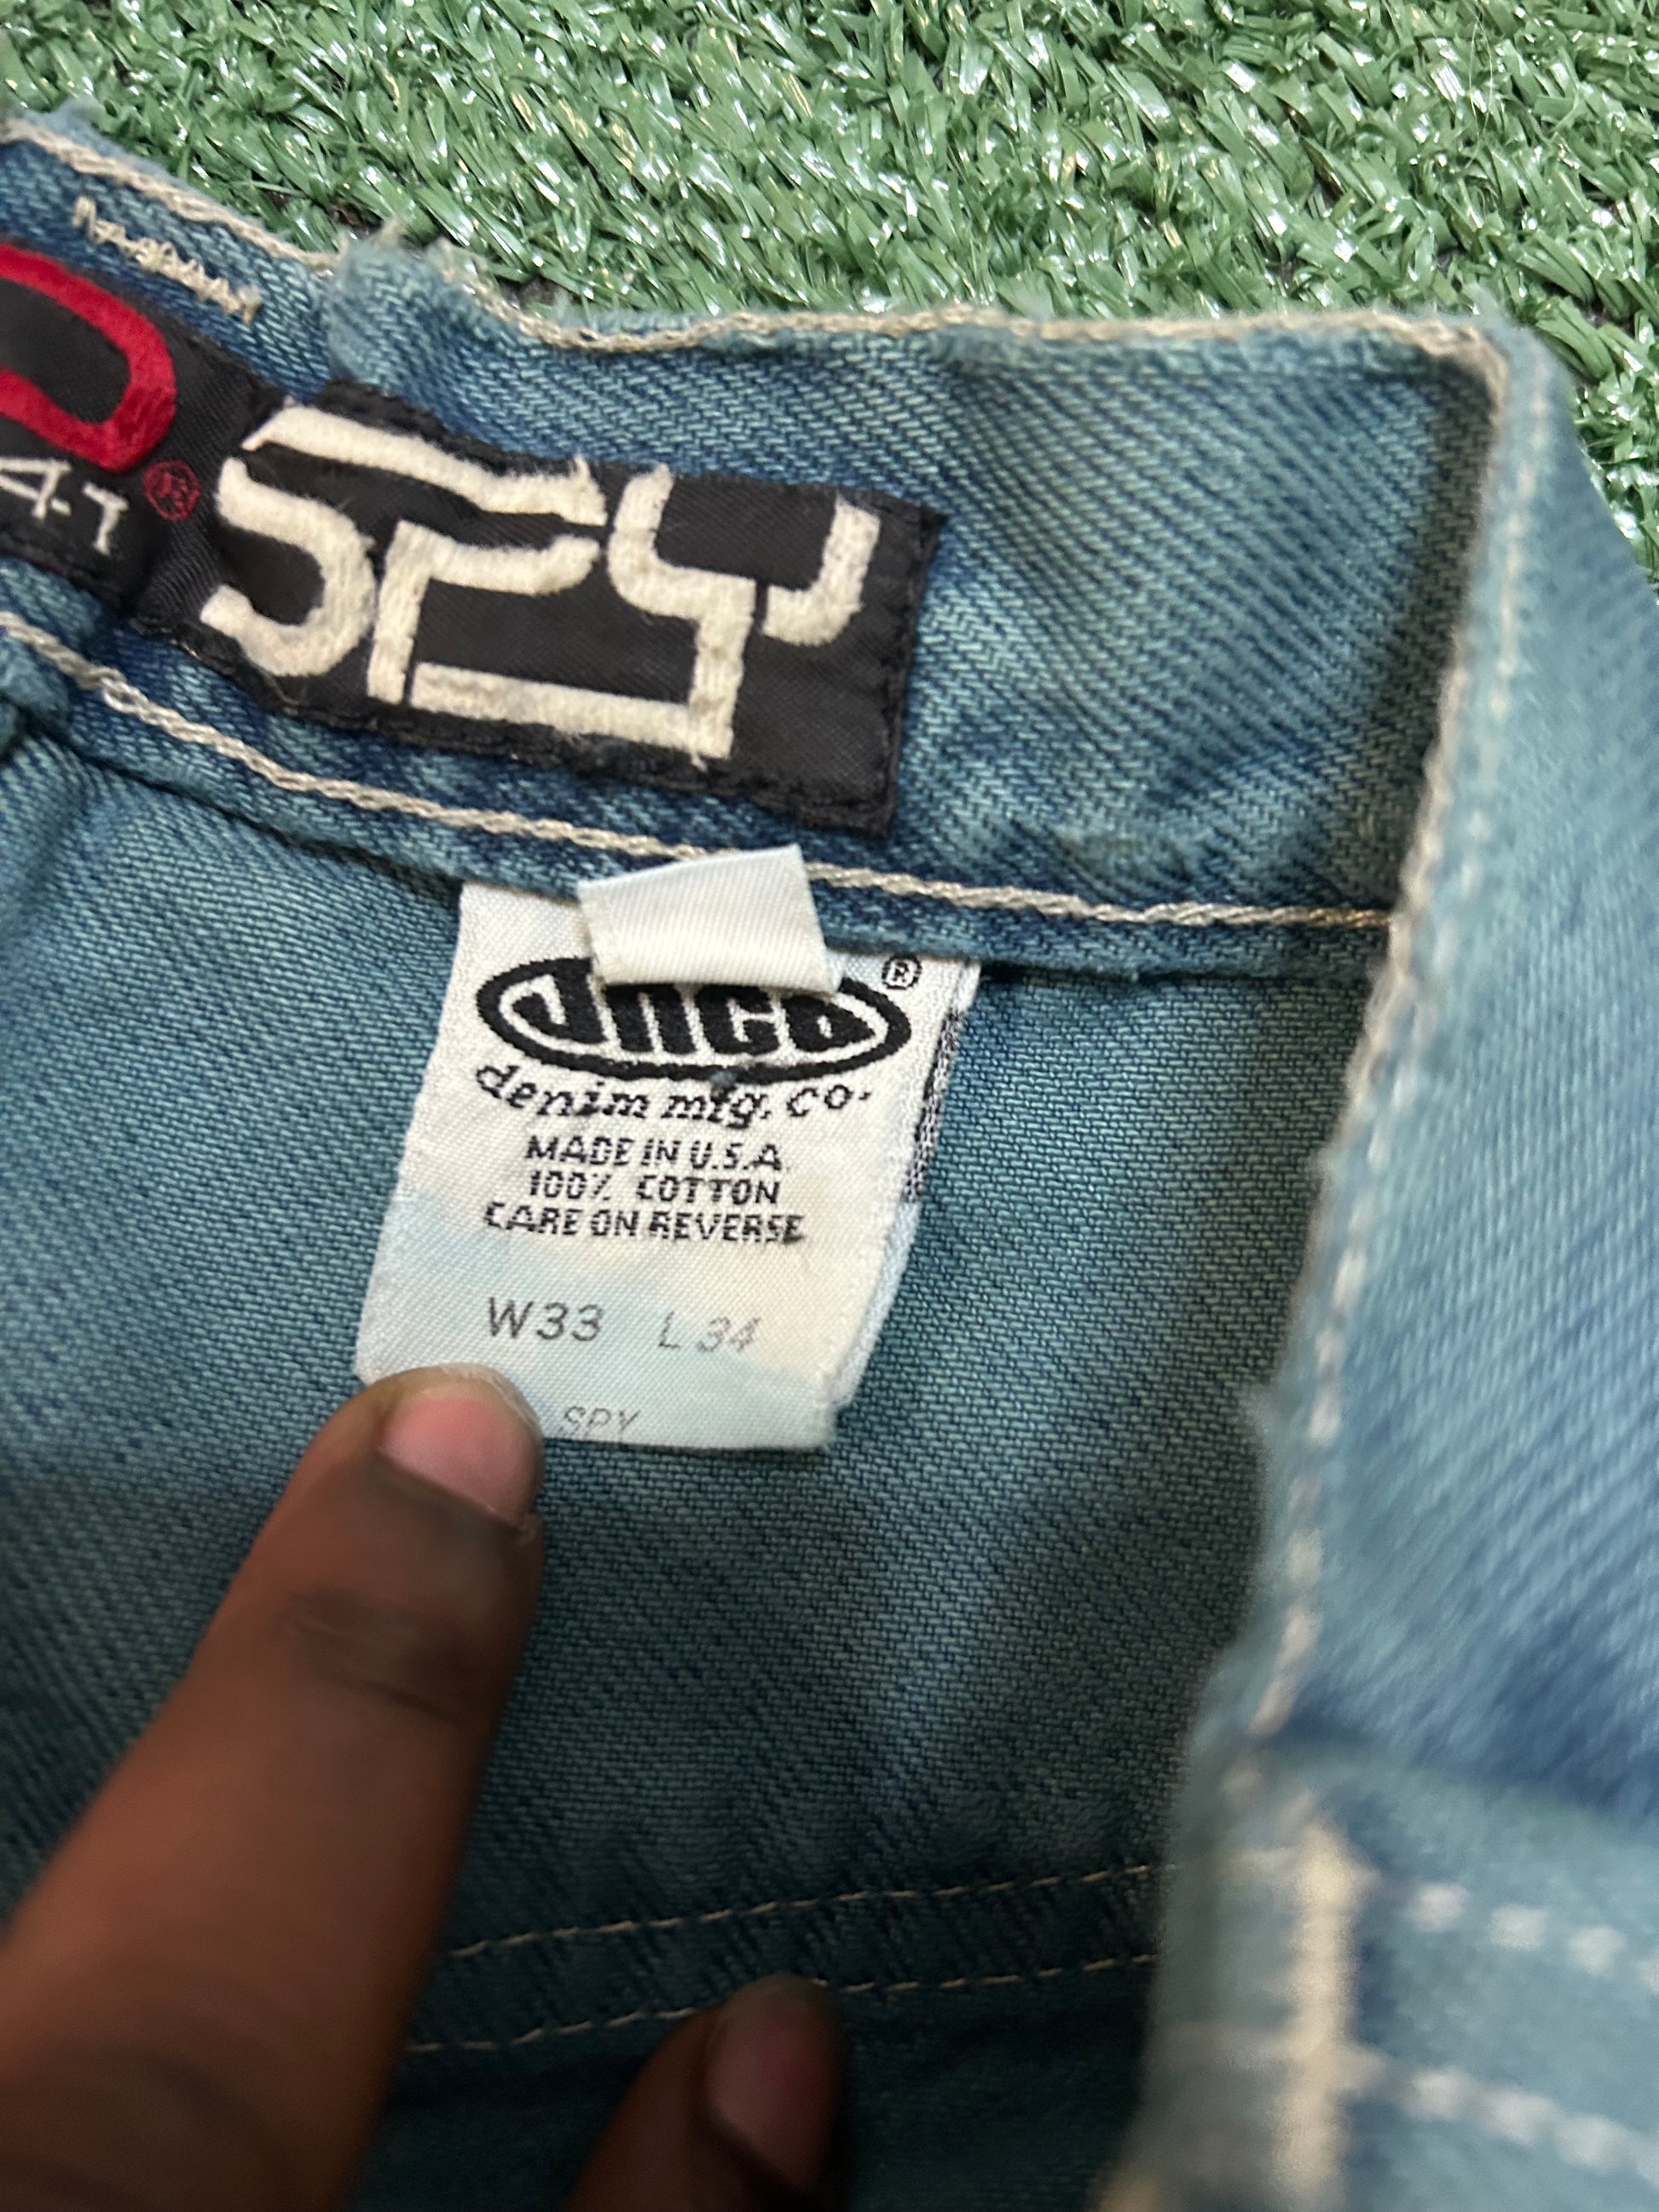 ®
SPY
JNCO ®
denim mfg. co.
MADE IN U.S.A
100% COTTON
CARE ON REVERSE
W33 L34
SPY